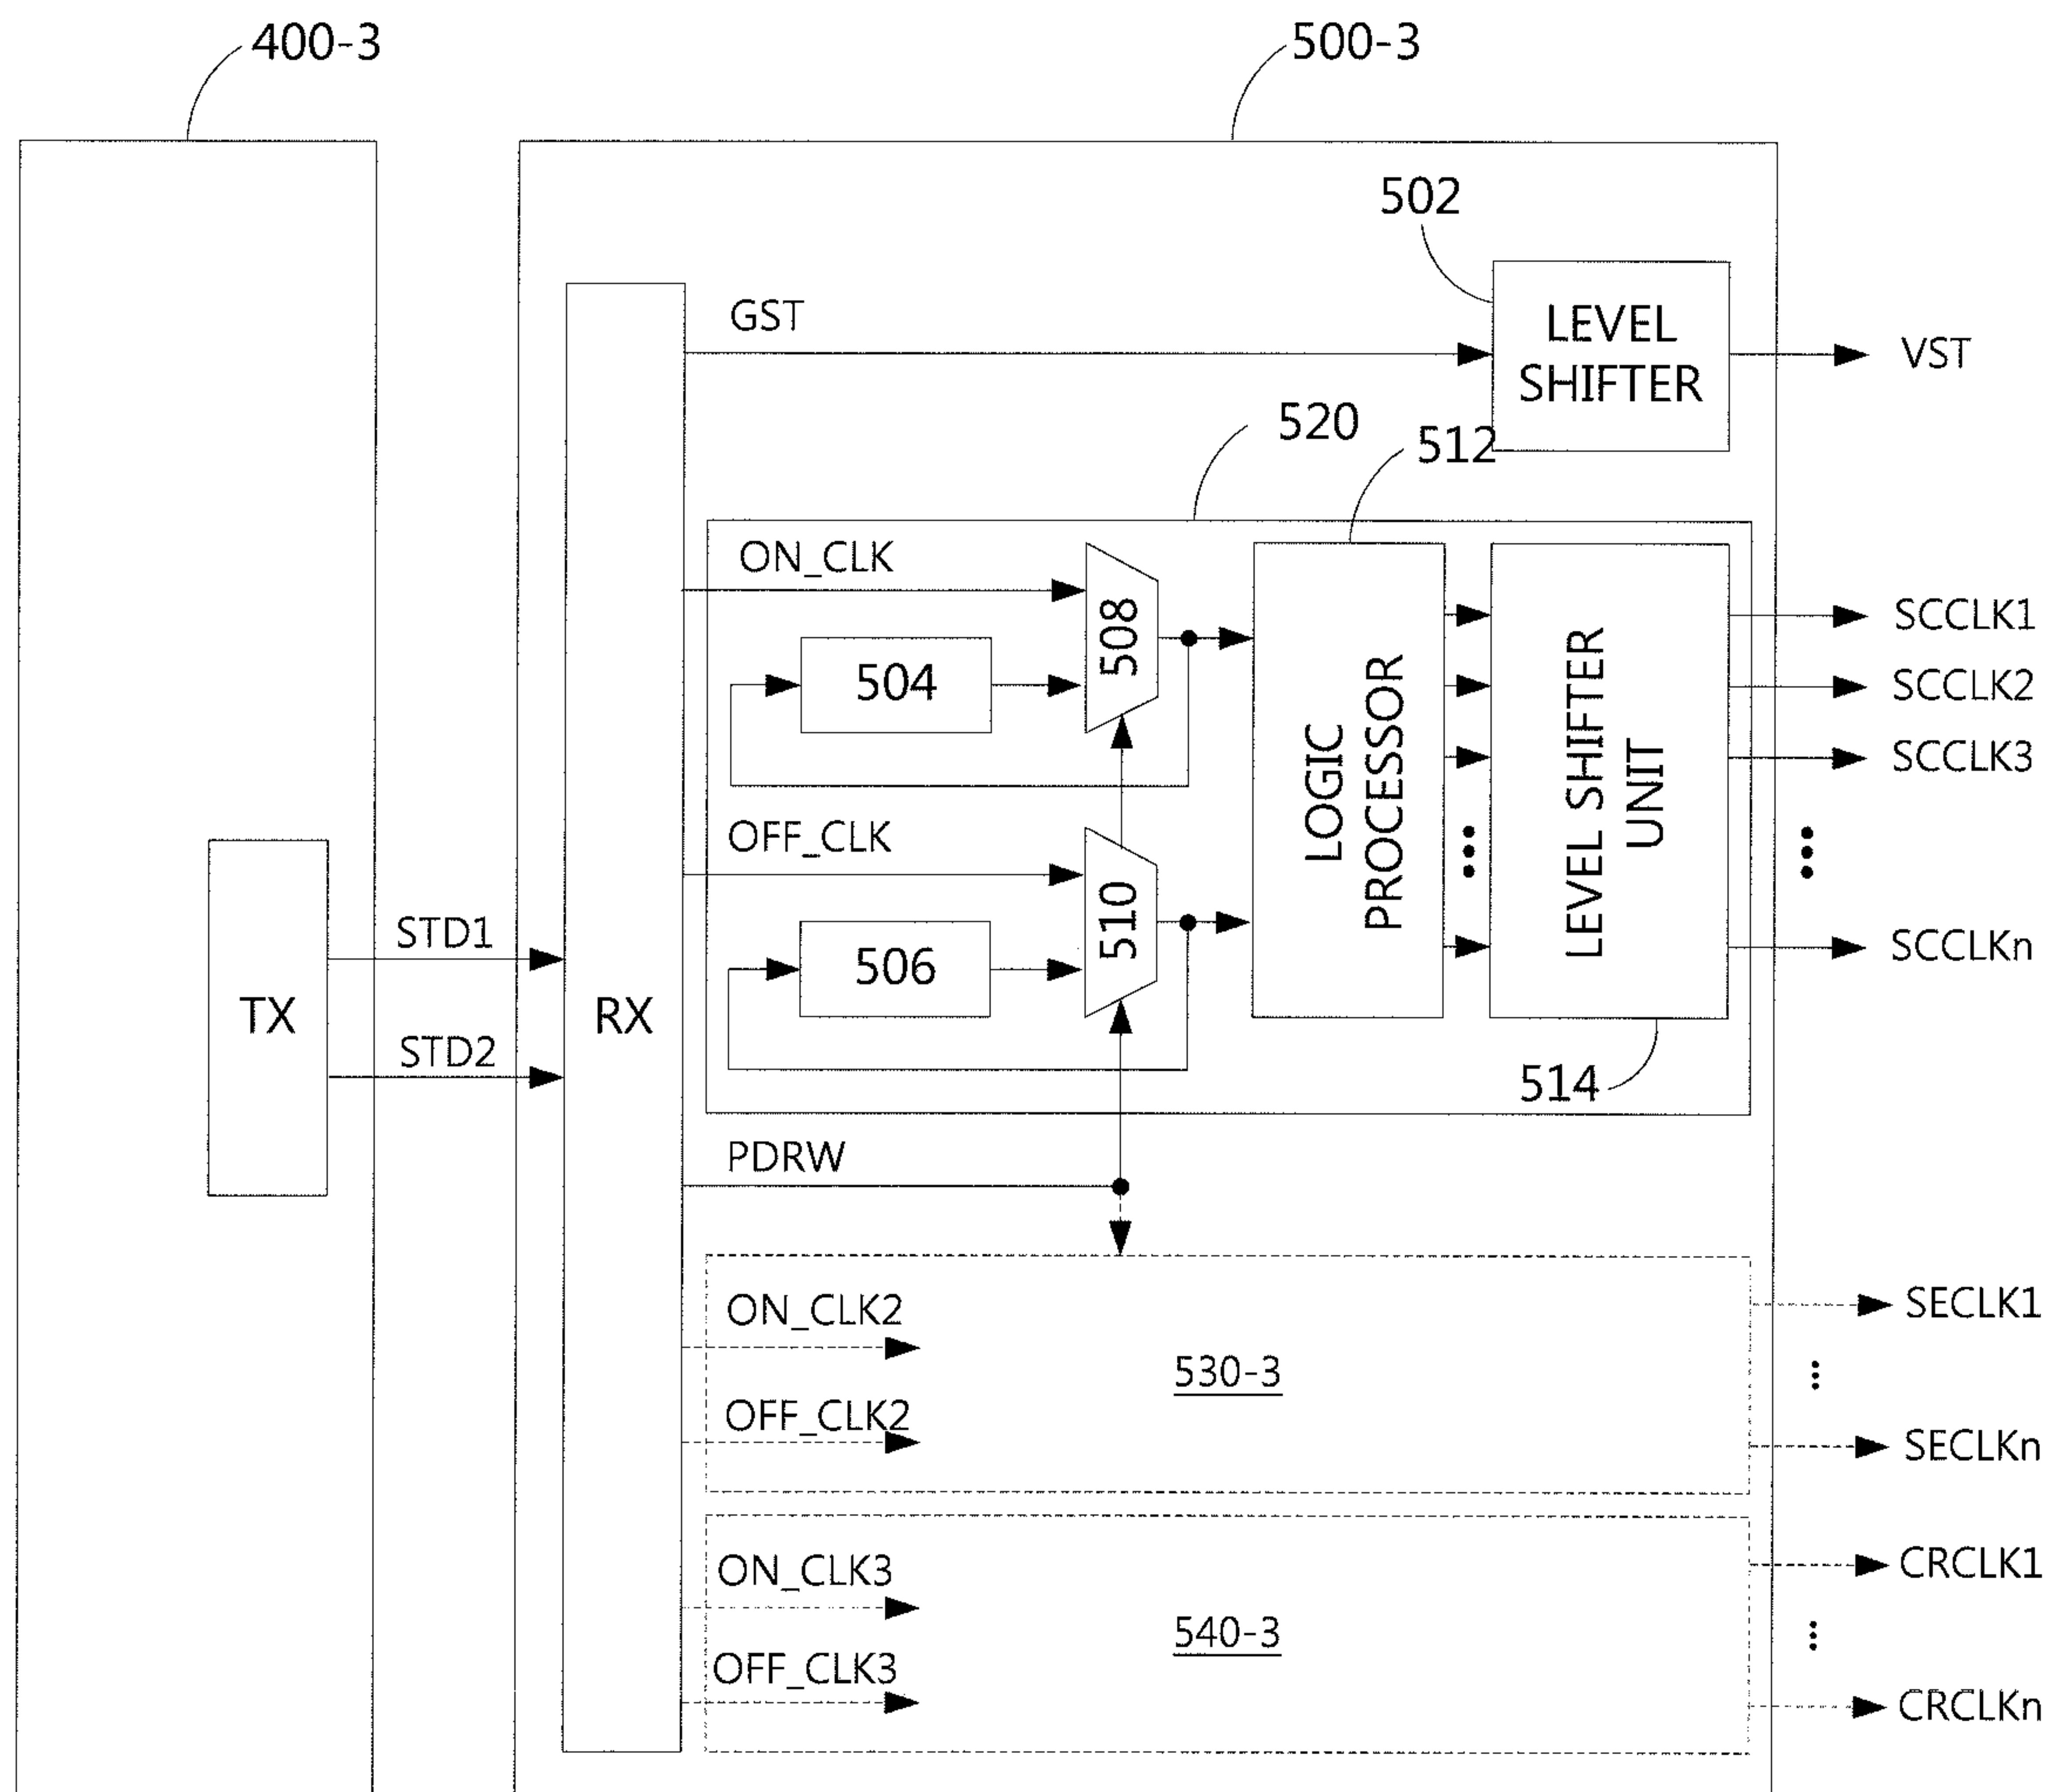 400-3
500-3
502
GST
LEVEL
SHIFTER
VST
520
512
ON_CLK
508
504
LOGIC
PROCESSOR
LEVEL SHIFTER
UNIT
SCCLK1
SCCLK2
SCCLK3
OFF_CLK
510
506
SCCLKn
STD1
TX
RX
STD2
514
PDRW
ON_CLK2
530-3
OFF_CLK2
SECLK1
SECLKn
ON_CLK3
540-3
OFF_CLK3
CRCLK1
CRCLKn